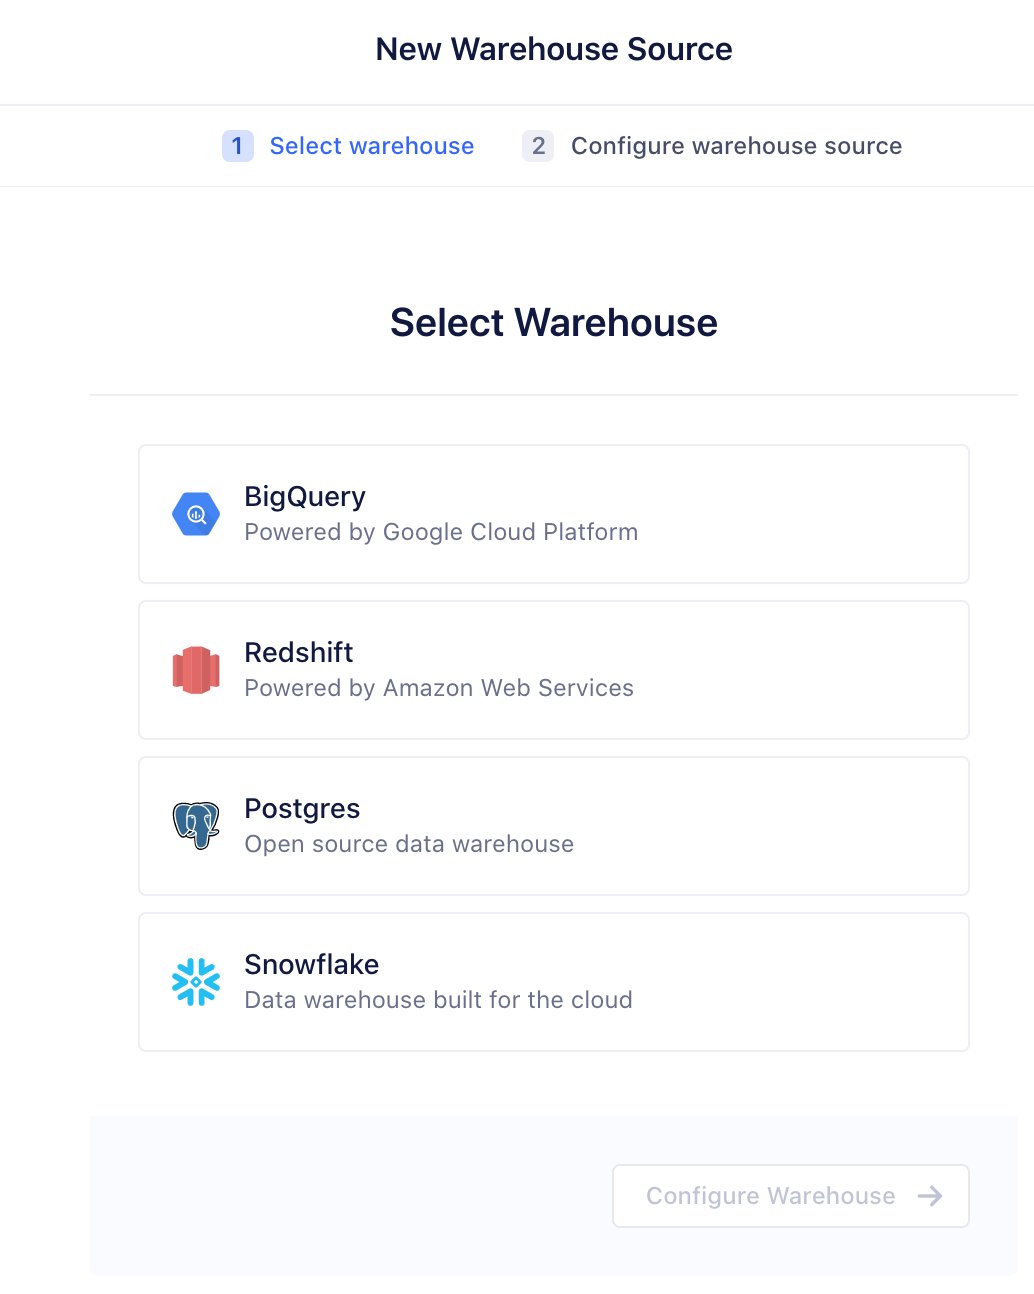 New Warehouse Source
1 Select warehouse 2 Configure warehouse source
Select Warehouse
BigQuery
Powered by Google Cloud Platform
Redshift
Powered by Amazon Web Services
Postgres
Open source data warehouse
Snowflake
Data warehouse built for the cloud
Configure Warehouse